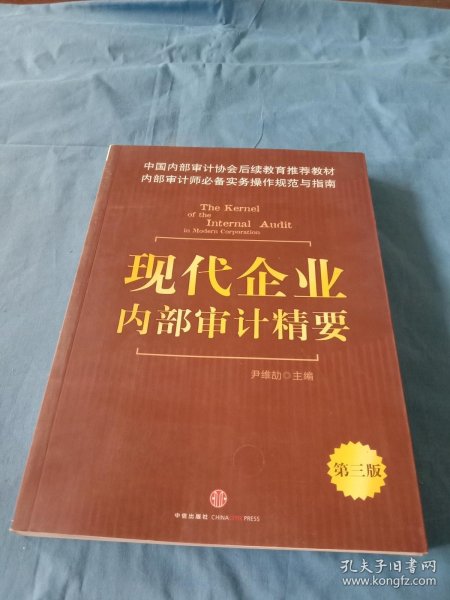 中国内部审计协会后续教育推荐教材
内部审计师必备实务操作规范与指南
The Kernel
of the
Internal Audit
in Modern Corporation
现代企业
内部审计精要
尹维劼◎主编
第三版
中信出版社 CHINA CITIC PRESS
孔夫子旧书网
www.kongfz.com